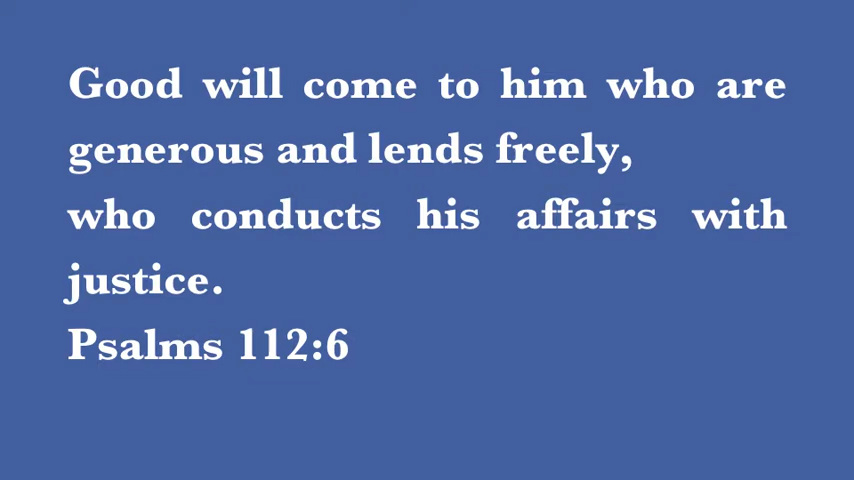 Good will come to him who are
generous and lends freely,
who conducts his affairs with
justice.
Psalms 112:6